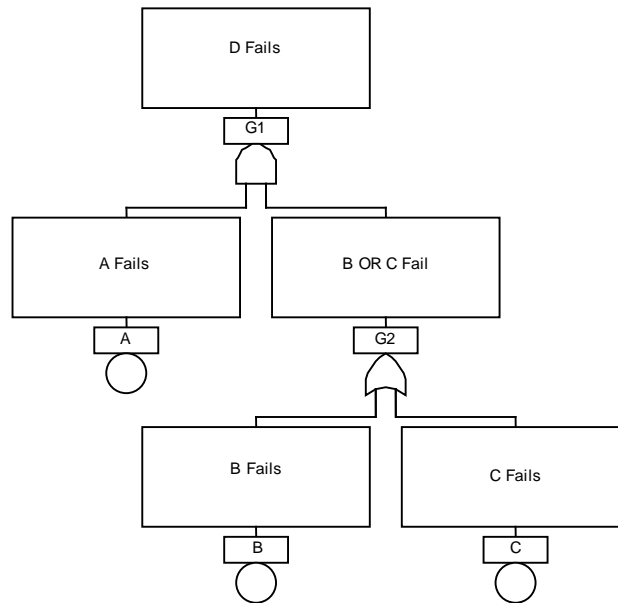 D Fails
G1
A Fails
B OR C Fail
A
G2
B Fails
C Fails
B
C